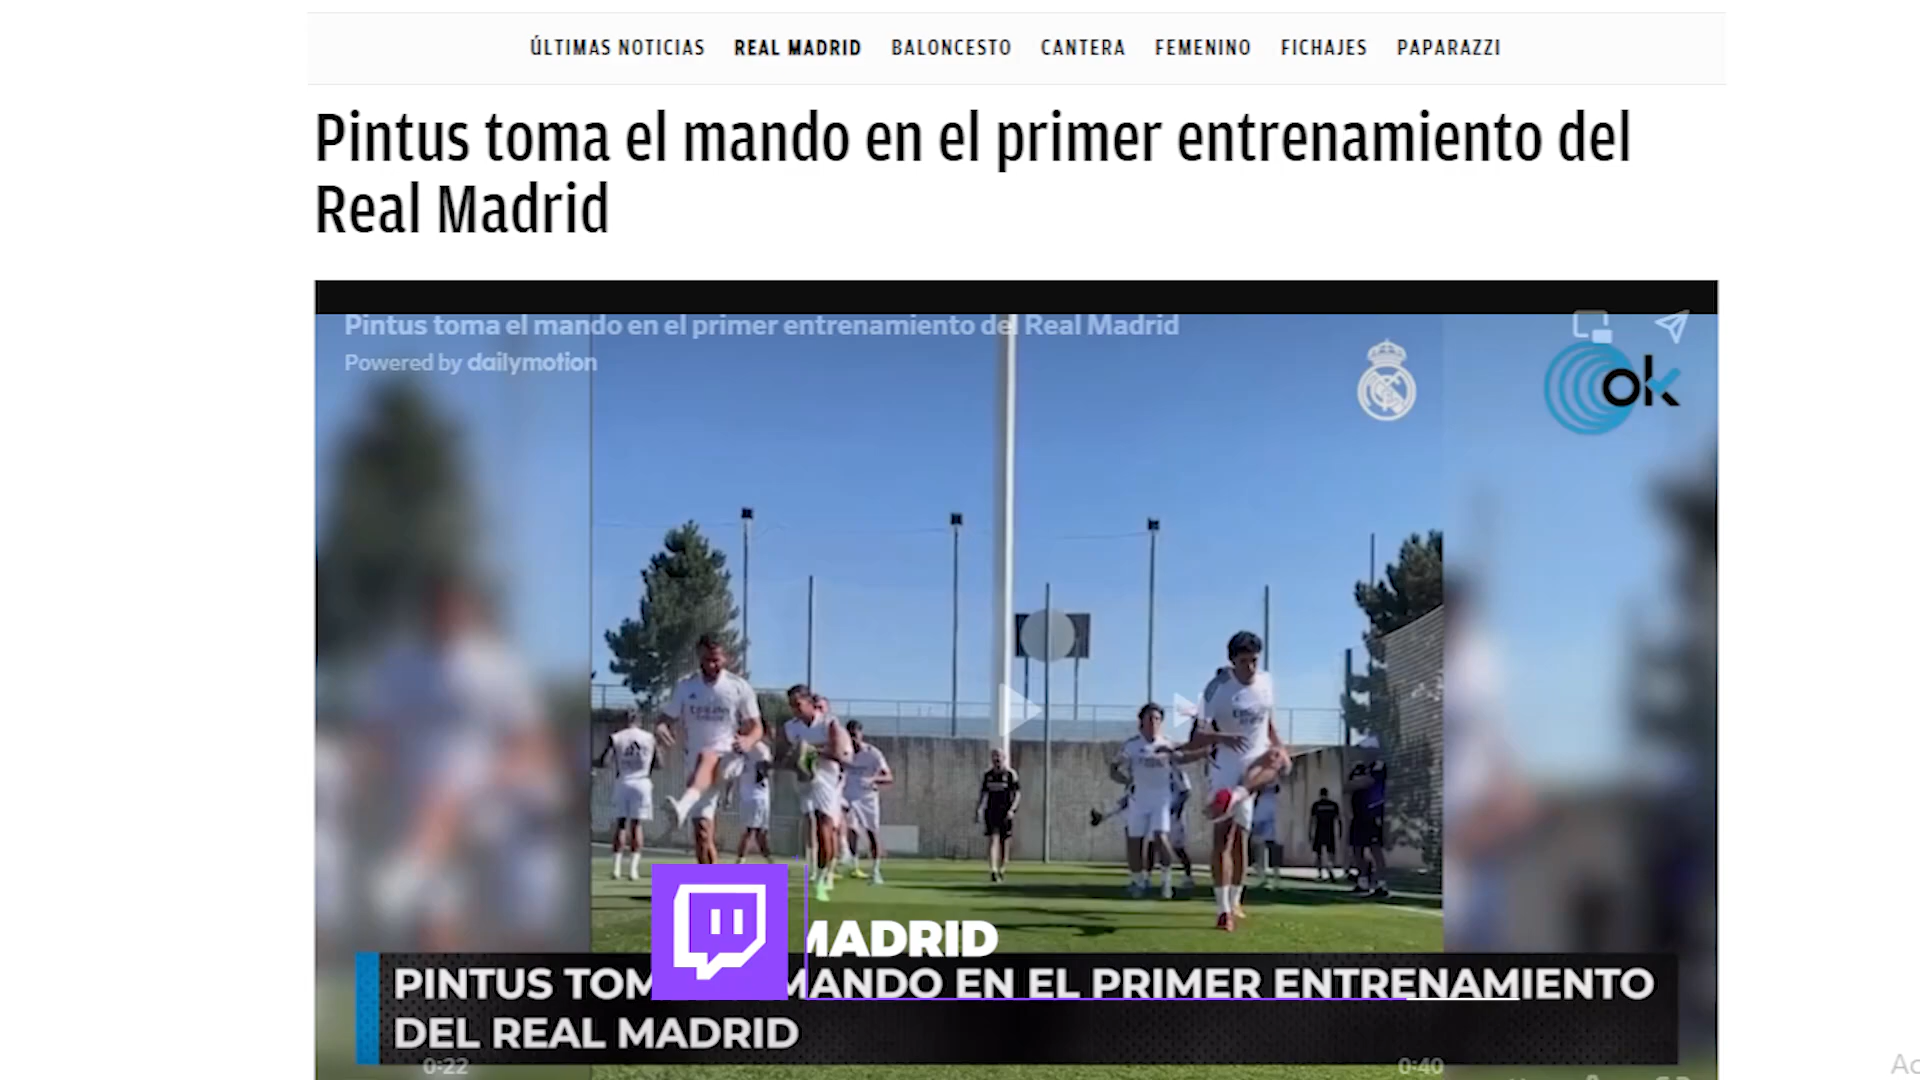 ÚLTIMAS NOTICIAS REAL MADRID BALONCESTO CANTERA FEMENINO FICHAJES PAPARAZZI
Pintus toma el mando en el primer entrenamiento del
Real Madrid
Pintus toma el mando en el primer entrenamiento del Real Madrid
Powered by dailymotion
ok
MADRID
PINTUS TOM MANDO EN EL PRIMER ENTRENAMIENTO
DEL REAL MADRID
0:22 0:40